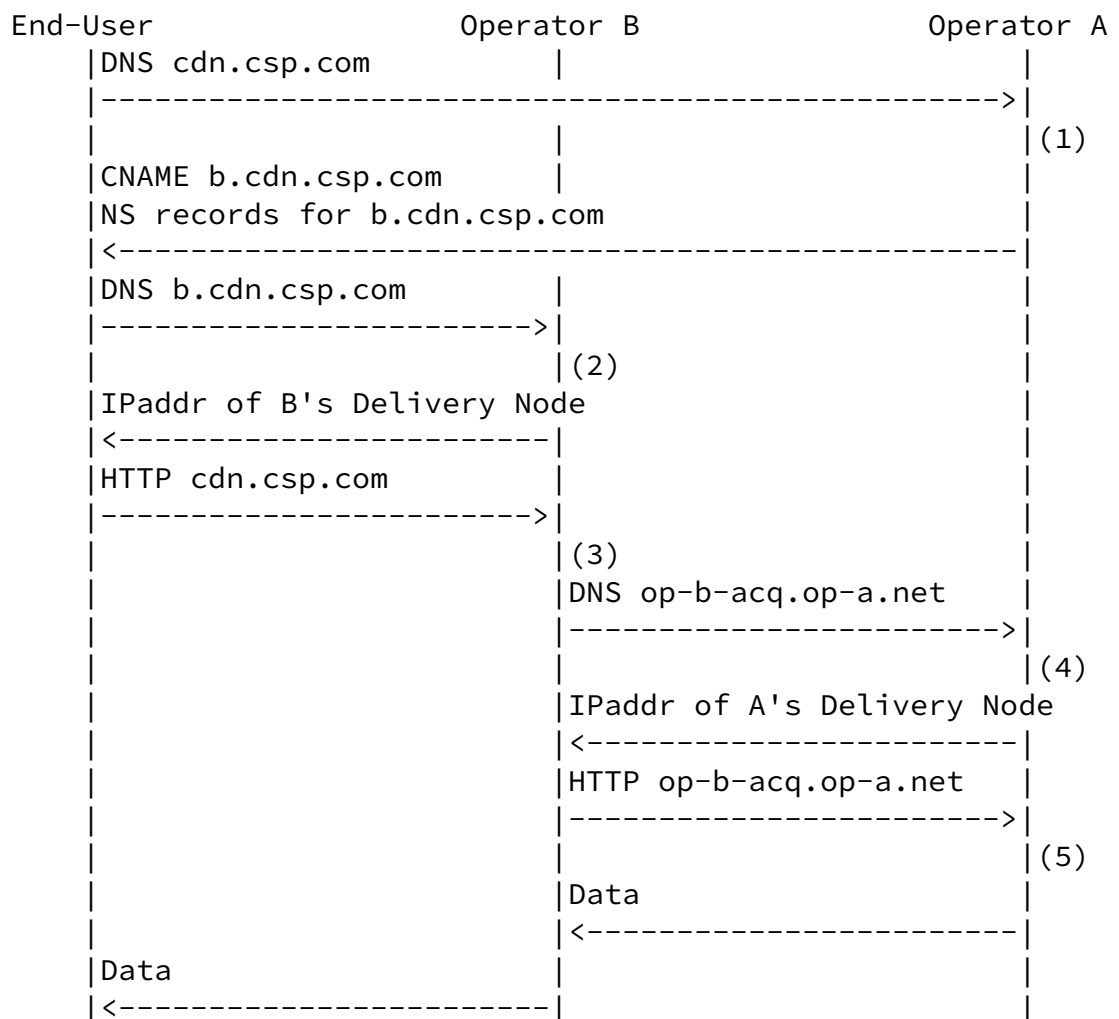 End-User                 Operator B                Operator A
    |DNS cdn.csp.com          |                         |
    |-------------------------------------------------->|
    |                         |                         |(1)
    |CNAME b.cdn.csp.com      |                         |
    |NS records for b.cdn.csp.com                       |
    |<--------------------------------------------------|
    |DNS b.cdn.csp.com        |                         |
    |------------------------>|                         |
    |                         |(2)                      |
    |IPaddr of B's Delivery Node                        |
    |<------------------------|                         |
    |HTTP cdn.csp.com         |                         |
    |------------------------>|                         |
    |                         |(3)                      |
    |                         |DNS op-b-acq.op-a.net    |
    |                         |------------------------>|
    |                         |                         |(4)
    |                         |IPaddr of A's Delivery Node
    |                         |<------------------------|
    |                         |HTTP op-b-acq.op-a.net   |
    |                         |------------------------>|
    |                         |                         |(5)
    |                         |Data                     |
    |                         |<------------------------|
    |Data                     |                         |
    |<------------------------|                         |